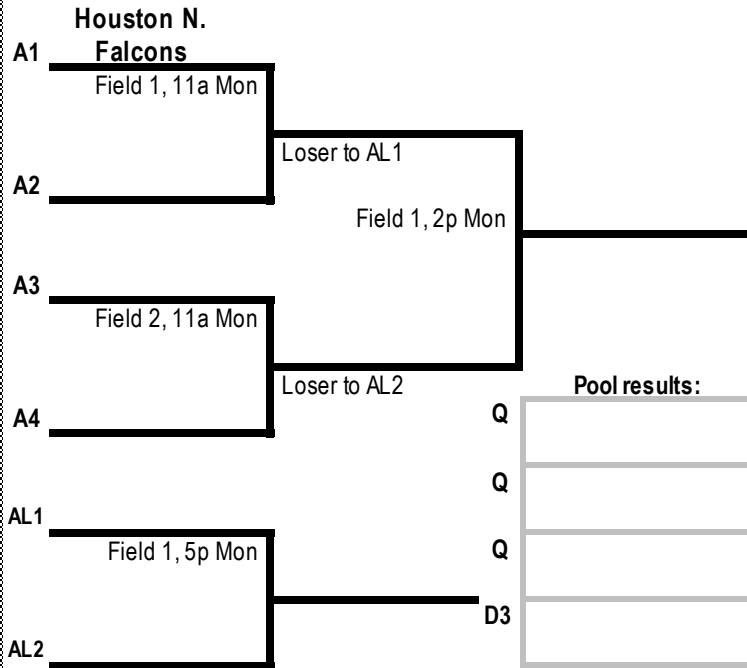 Houston N.
Falcons
A1
Field 1, 11a Mon
Loser to AL1
A2
Field 1, 2p Mon
A3
Field 2, 11a Mon
Loser to AL2
Pool results:
A4
Q
Q
AL1
Field 1, 5p Mon
Q
D3
AL2